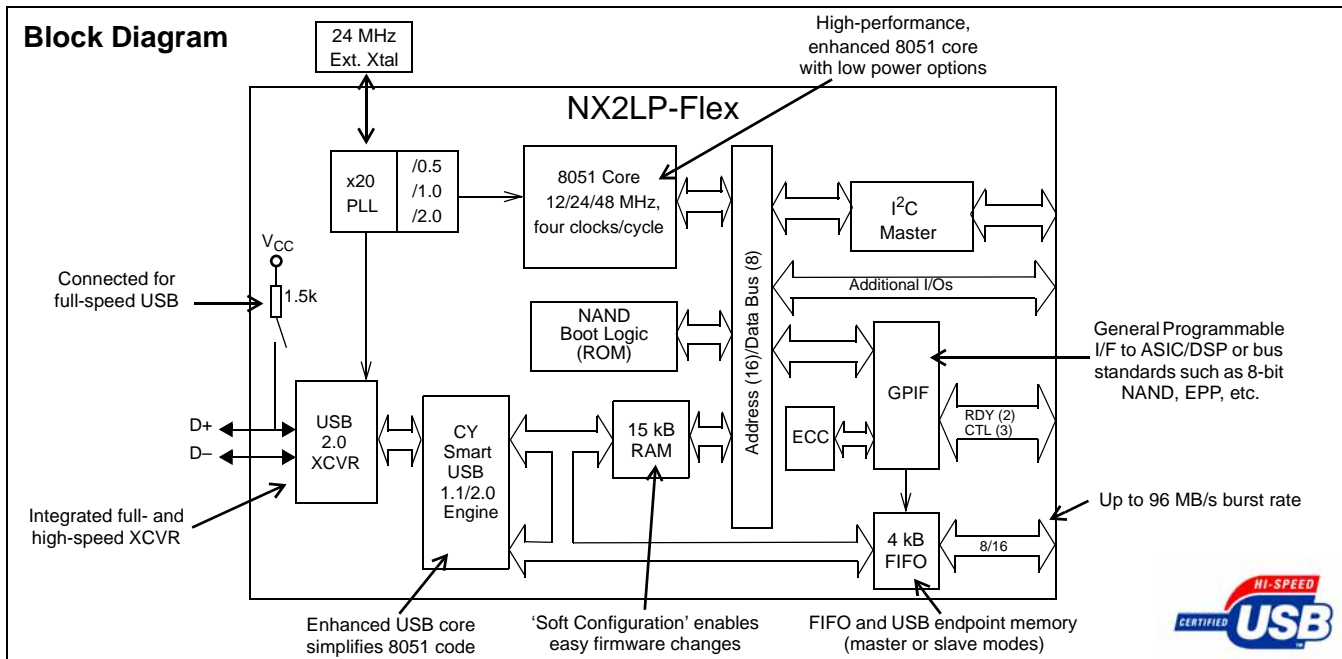 Block Diagram
24 MHz
Ext. Xtal
High-performance,
enhanced 8051 core
with low power options
NX2LP-Flex
x20
PLL
/0.5
/1.0
/2.0
8051 Core
12/24/48 MHz,
four clocks/cycle
I²C
Master
VCC
1.5k
Connected for
full-speed USB
Address (16)/Data Bus (8)
Additional I/Os
NAND
Boot Logic
(ROM)
General Programmable
I/F to ASIC/DSP or bus
standards such as 8-bit
NAND, EPP, etc.
GPIF
RDY (2)
CTL (3)
ECC
D+
D–
USB
2.0
XCVR
CY
Smart
USB
1.1/2.0
Engine
15 kB
RAM
Integrated full- and
high-speed XCVR
Up to 96 MB/s burst rate
4 kB
FIFO
8/16
Enhanced USB core
simplifies 8051 code
‘Soft Configuration’ enables
easy firmware changes
FIFO and USB endpoint memory
(master or slave modes)
HI-SPEED
CERTIFIED
USB
TM